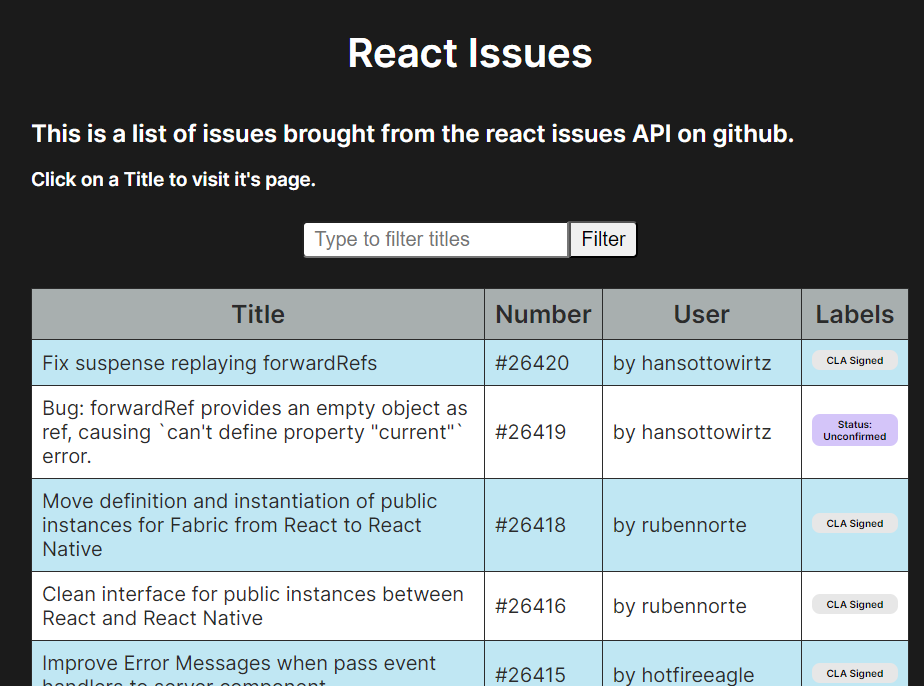 React Issues
This is a list of issues brought from the react issues API on github.
Click on a Title to visit it's page.
Type to filter titles Filter
Title Number User Labels
Fix suspense replaying forwardRefs #26420 by hansottowirtz CLA Signed
Bug: forwardRef provides an empty object as
ref, causing `can't define property "current"`
error.
#26419 by hansottowirtz
Status:
Unconfirmed
Move definition and instantiation of public
instances for Fabric from React to React
Native
#26418 by rubennorte CLA Signed
Clean interface for public instances between
React and React Native
#26416 by rubennorte CLA Signed
Improve Error Messages when pass event
handlers to server component
#26415 by hotfireeagle CLA Signed